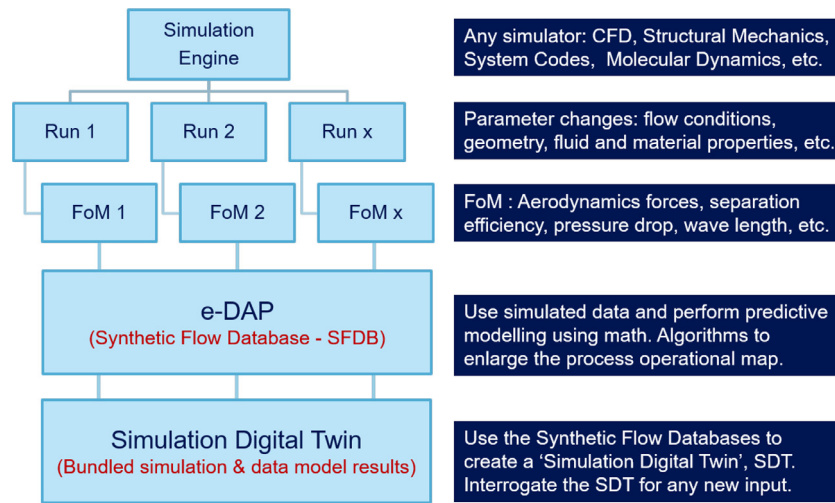 Simulation
Engine
Any simulator: CFD, Structural Mechanics,
System Codes, Molecular Dynamics, etc.
Run 1
Run 2
Run x
Parameter changes: flow conditions,
geometry, fluid and material properties, etc.
FoM 1
FoM 2
FoM x
FoM : Aerodynamics forces, separation
efficiency, pressure drop, wave length, etc.
e-DAP
(Synthetic Flow Database - SFDB)
Use simulated data and perform predictive
modelling using math. Algorithms to
enlarge the process operational map.
Simulation Digital Twin
(Bundled simulation & data model results)
Use the Synthetic Flow Databases to
create a ‘Simulation Digital Twin’, SDT.
Interrogate the SDT for any new input.